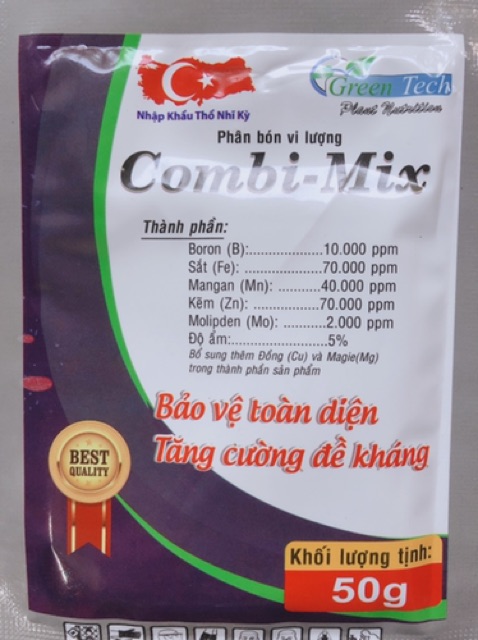 Nhập Khẩu Thổ Nhĩ Kỳ
Green Tech
Plant Nutrition
Phân bón vi lượng
Combi-Mix
Thành phần:
Boron (B):......................10.000 ppm
Sắt (Fe): ......................70.000 ppm
Mangan (Mn): ............40.000 ppm
Kẽm (Zn): .....................70.000 ppm
Molipden (Mo): ............2.000 ppm
Độ ẩm:............................5%
Bổ sung thêm Đồng (Cu) và Magie(Mg)
trong thành phần sản phẩm
Bảo vệ toàn diện
Tăng cường đề kháng
BEST
QUALITY
Khối lượng tịnh:
50g